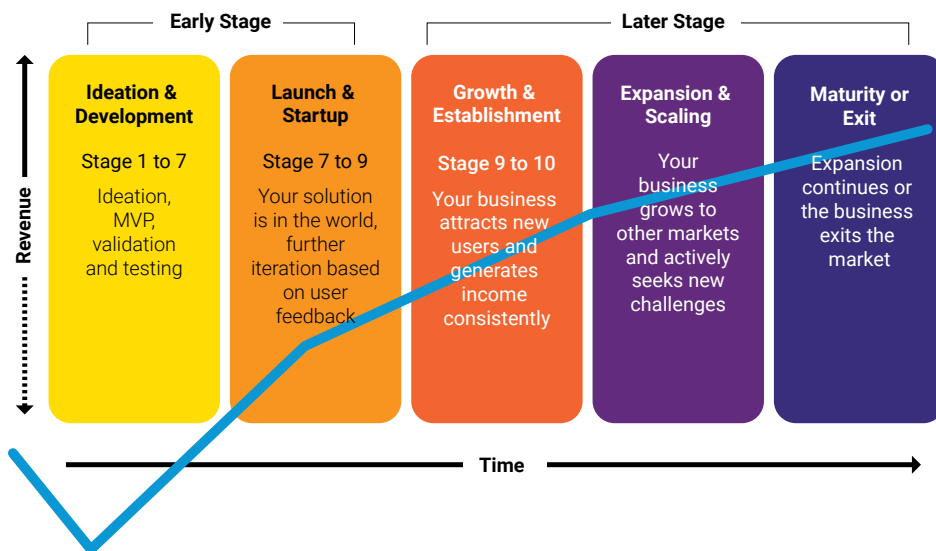 Early Stage
Later Stage
Revenue
Ideation &
Development
Stage 1 to 7
Ideation,
MVP,
validation
and testing
Launch &
Startup
Stage 7 to 9
Your solution
is in the world,
further
iteration based
on user
feedback
Growth &
Establishment
Stage 9 to 10
Your business
attracts new
users and
generates
income
consistently
Expansion &
Scaling
Your
business
grows to
other markets
and actively
seeks new
challenges
Maturity or
Exit
Expansion
continues or
the business
exits the
market
Time